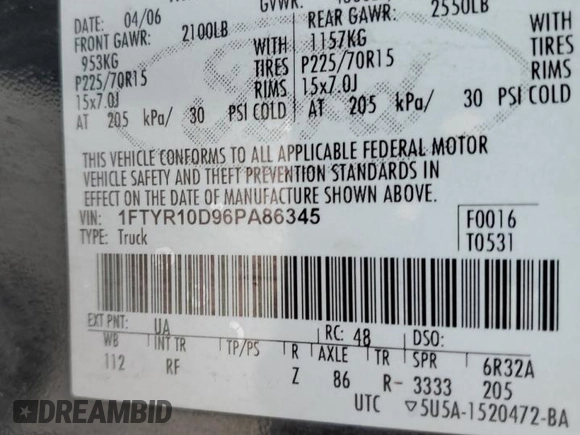 DATE: 04/06 GVWR:
FRONT GAWR: 2100LB REAR GAWR: 2550LB
953KG WITH 1157KG WITH
P225/70R15 TIRES P225/70R15 TIRES
15x7.0J RIMS 15x7.0J RIMS
AT 205 kPa/ 30 PSI COLD AT 205 kPa/ 30 PSI COLD
Ford
THIS VEHICLE CONFORMS TO ALL APPLICABLE FEDERAL MOTOR
VEHICLE SAFETY AND THEFT PREVENTION STANDARDS IN
EFFECT ON THE DATE OF MANUFACTURE SHOWN ABOVE.
VIN: 1FTYR10D96PA86345 F0016
TYPE: Truck T0531
EXT PNT: UA RC: 48 DSO:
WB INT TR TP/PS R AXLE TR SPR 6R32A
112 RF Z 86 R- 3333 205
UTC ▽5U5A-1520472-BA
DREAMBID